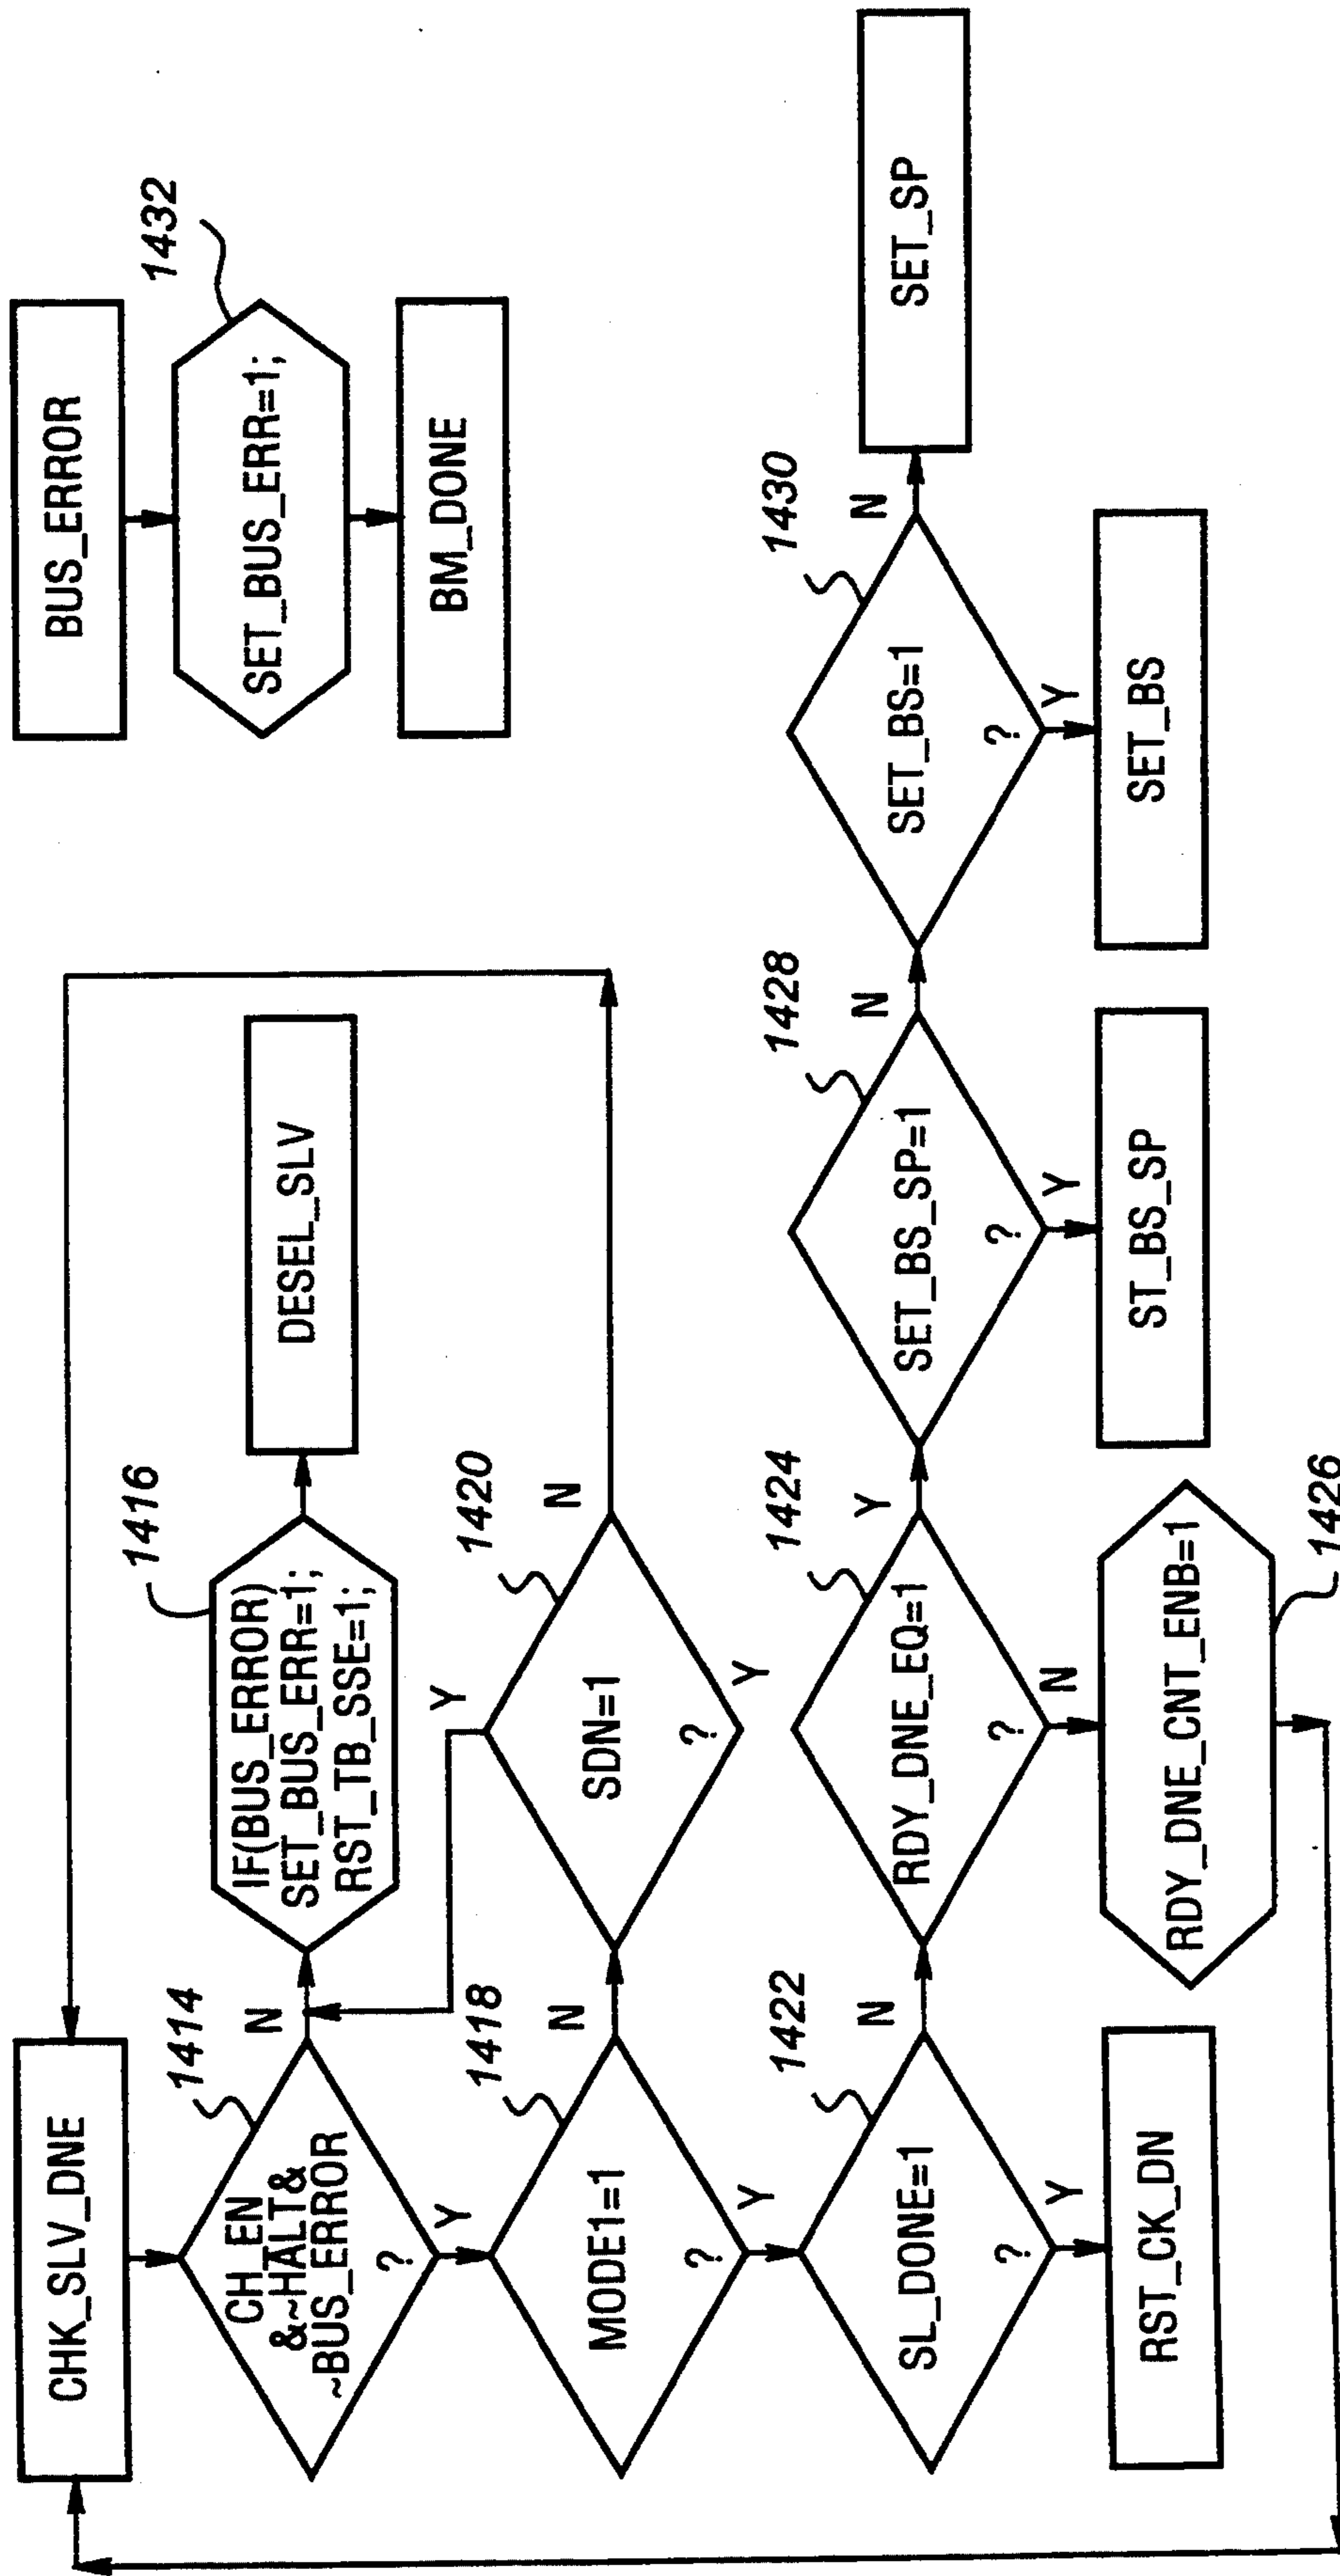 CHK_SLV_DNE
1414
CH_EN
&~HALT&
~BUS_ERROR
?
N
Y
1416
IF(BUS_ERROR)
SET_BUS_ERR=1;
RST_TB_SSE=1;
DESEL_SLV
BUS_ERROR
1432
SET_BUS_ERR=1;
BM_DONE
1418
MODE1=1
?
N
Y
1420
SDN=1
?
Y
N
Y
1422
SL_DONE=1
?
N
Y
RST_CK_DN
1424
RDY_DNE_EQ=1
?
Y
N
RDY_DNE_CNT_ENB=1
1426
1428
SET_BS_SP=1
?
N
Y
ST_BS_SP
1430
SET_BS=1
?
N
Y
SET_BS
SET_SP